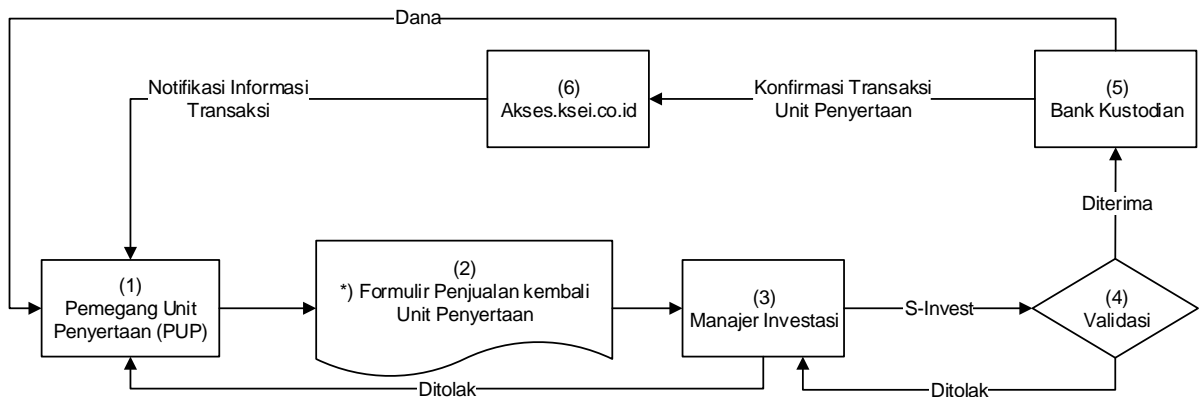 Dana
Notifikasi Informasi
Transaksi
(6)
Akses.ksei.co.id
Konfirmasi Transaksi
Unit Penyertaan
(5)
Bank Kustodian
Diterima
(1)
Pemegang Unit
Penyertaan (PUP)
(2)
*) Formulir Penjualan kembali
Unit Penyertaan
(3)
Manajer Investasi
S-Invest
(4)
Validasi
Ditolak
Ditolak